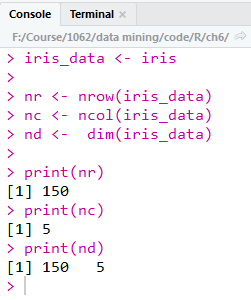 Console Terminal ×
F:/Course/1062/data mining/code/R/ch6/
> iris_data <- iris
>
> nr <- nrow(iris_data)
> nc <- ncol(iris_data)
> nd <-  dim(iris_data)
>
> print(nr)
[1] 150
> print(nc)
[1] 5
> print(nd)
[1] 150   5
>